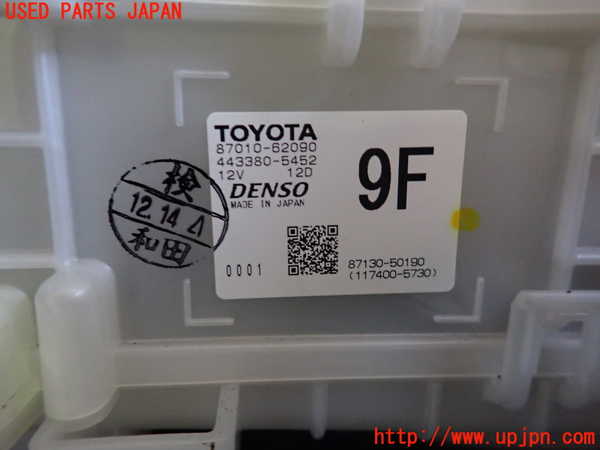 USED PARTS JAPAN
TOYOTA
87010-62090
443380-5452
12V 12D
DENSO
MADE IN JAPAN
9F
0001
87130-50190
(117400-5730)
検
12.14
和田
http://www.upjpn.com/